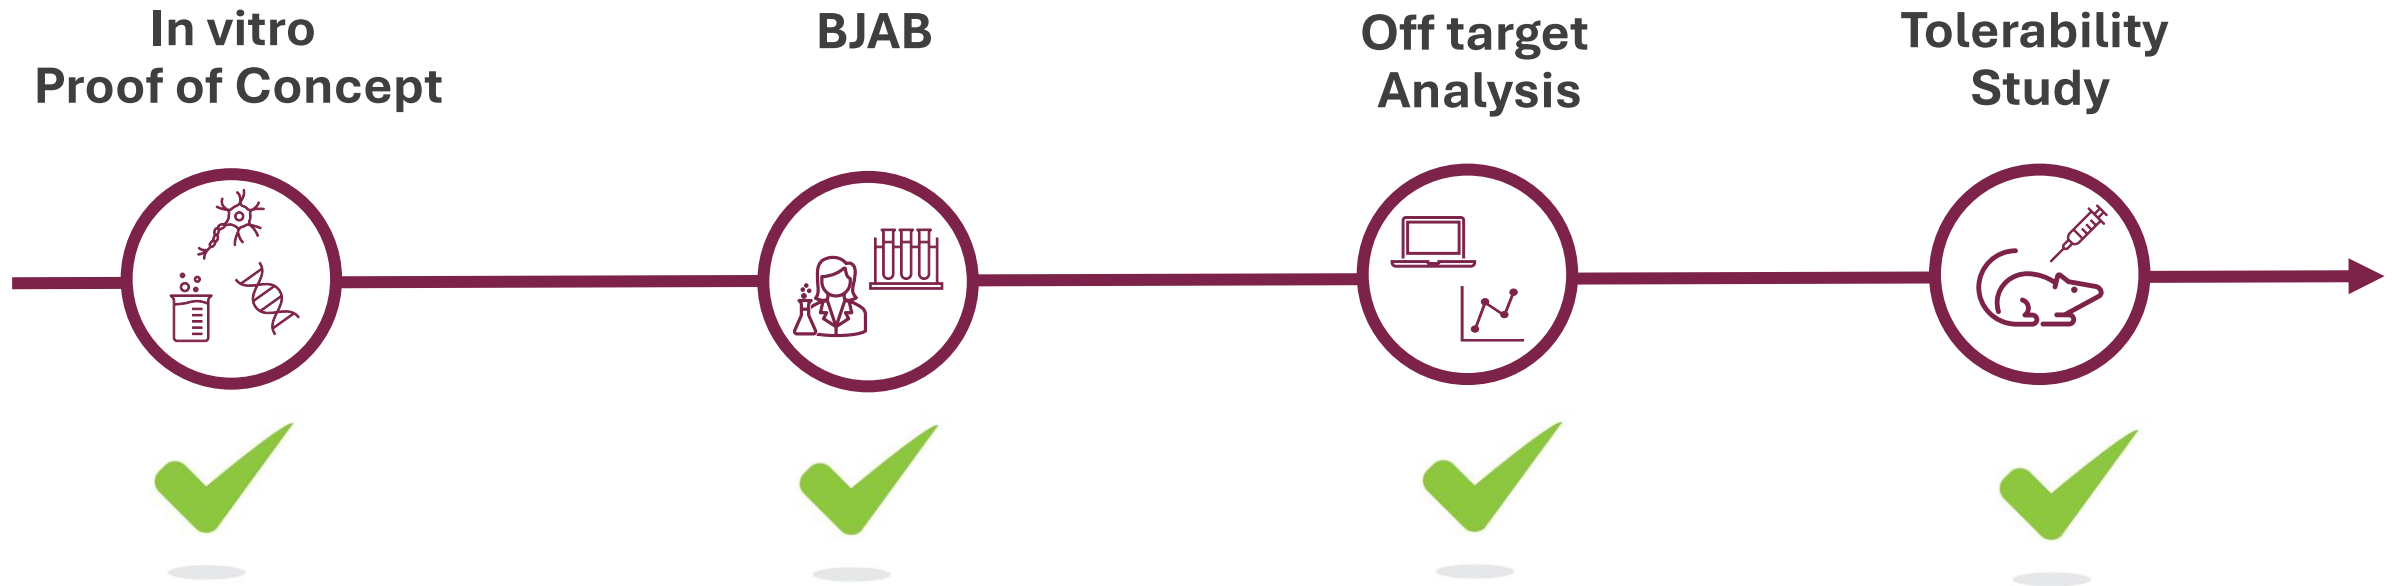 In vitro
Proof of Concept
BJAB
Off target
Analysis
Tolerability
Study